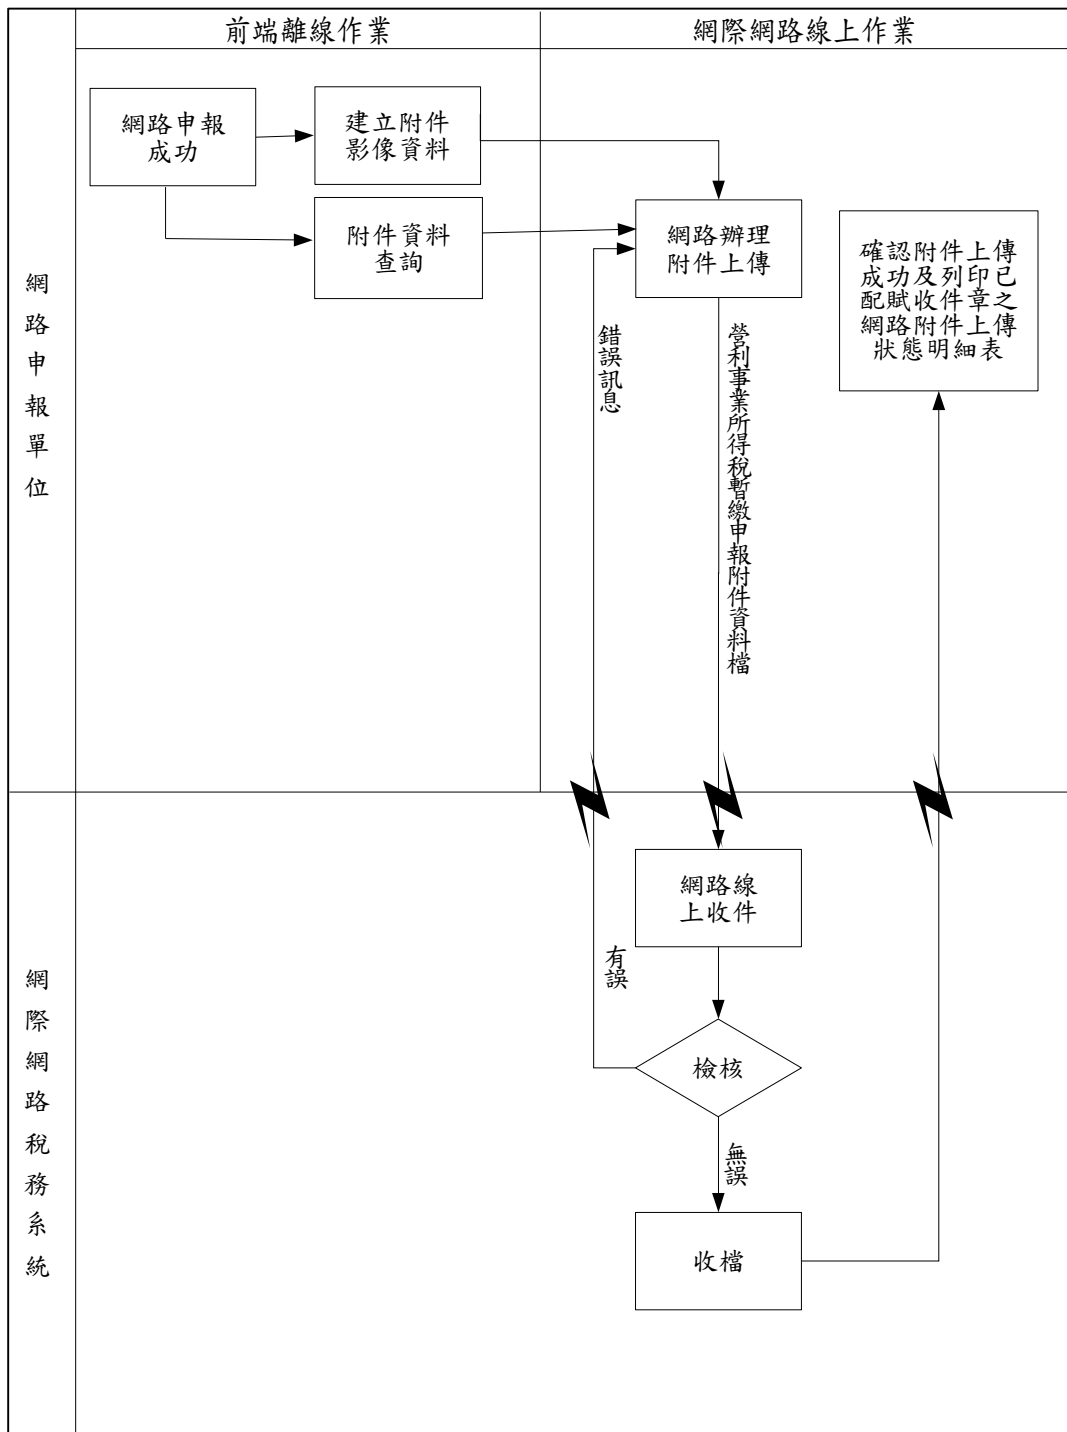 前端離線作業
網際網路線上作業
網路申報單位
網路申報
成功
建立附件
影像資料
附件資料
查詢
網路辦理
附件上傳
確認附件上傳
成功及列印已
配賦收件章之
網路附件上傳
狀態明細表
錯誤訊息
營利事業所得稅暫繳申報附件資料檔
網際網路稅務系統
網路線
上收件
有誤
檢核
無誤
收檔